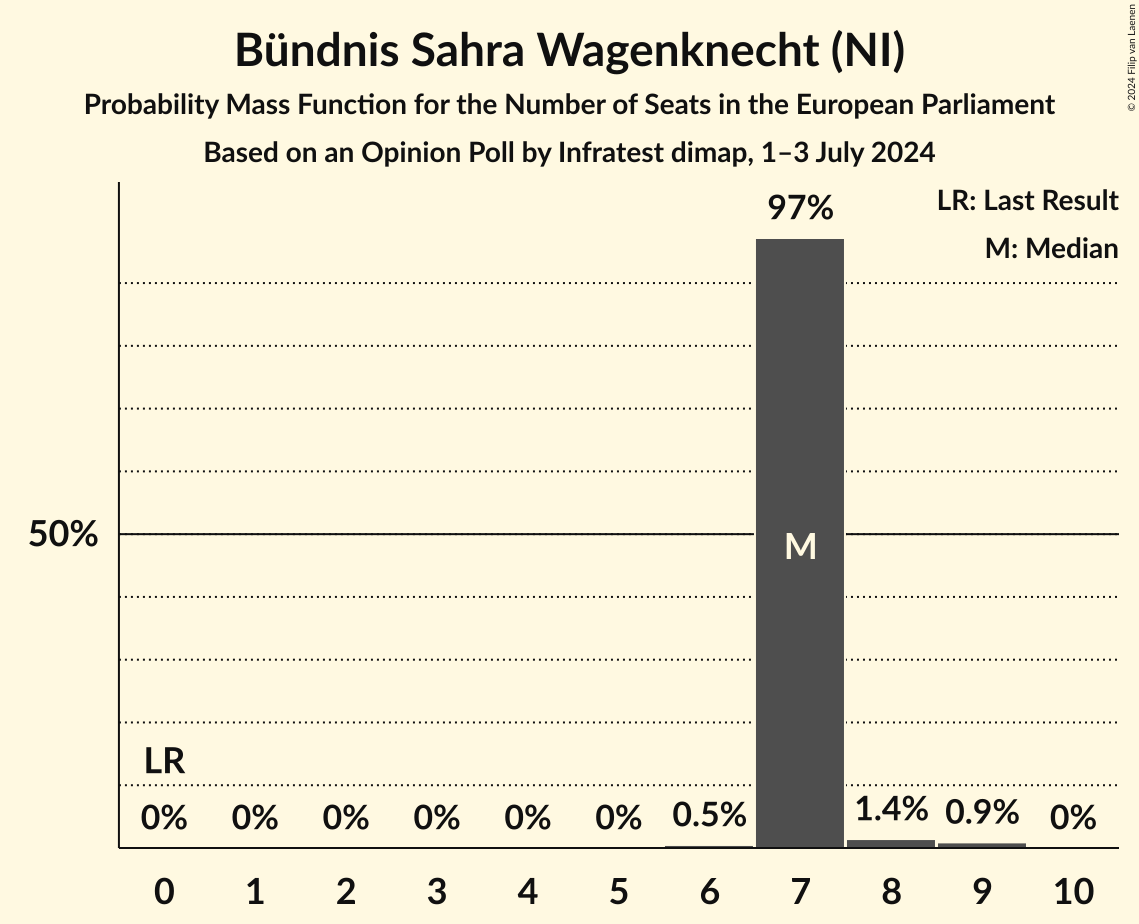 Bündnis Sahra Wagenknecht (NI)
Probability Mass Function for the Number of Seats in the European Parliament
Based on an Opinion Poll by Infratest dimap, 1–3 July 2024
© 2024 Filip van Laenen
LR: Last Result
M: Median
97%
50%
M
LR
0% 0% 0% 0% 0% 0% 0.5% 1.4% 0.9% 0%
0 1 2 3 4 5 6 7 8 9 10